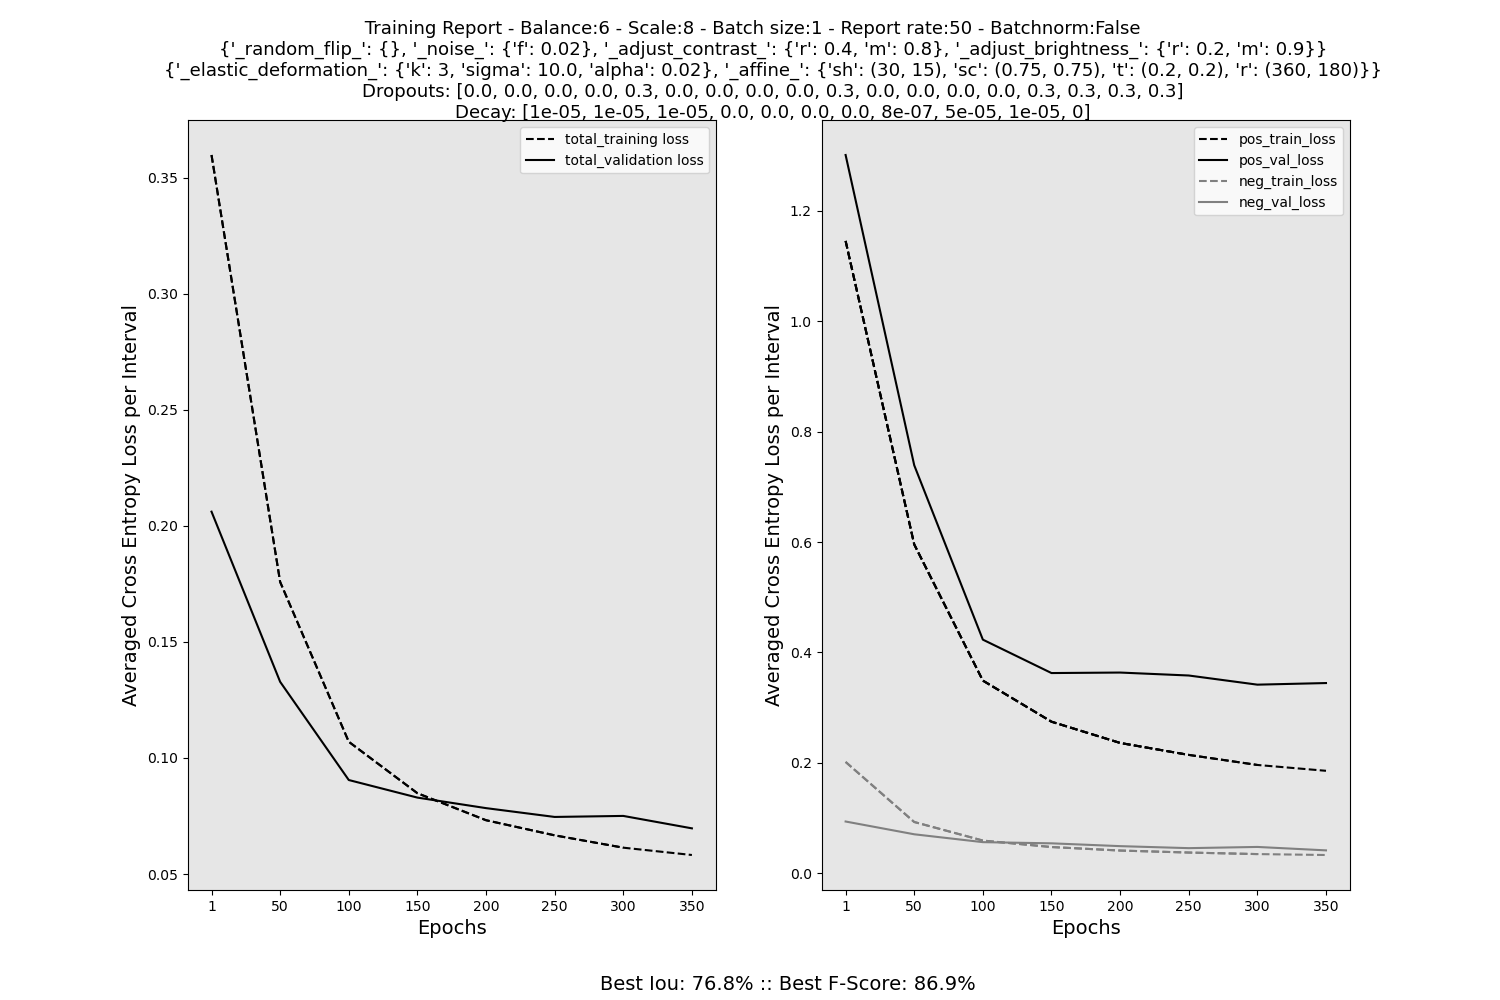 Training Report - Balance:6 - Scale:8 - Batch size:1 - Report rate:50 - Batchnorm:False
{'_random_flip_': {}, '_noise_': {'f': 0.02}, '_adjust_contrast_': {'r': 0.4, 'm': 0.8}, '_adjust_brightness_': {'r': 0.2, 'm': 0.9}}
{'_elastic_deformation_': {'k': 3, 'sigma': 10.0, 'alpha': 0.02}, '_affine_': {'sh': (30, 15), 'sc': (0.75, 0.75), 't': (0.2, 0.2), 'r': (360, 180)}}
Dropouts: [0.0, 0.0, 0.0, 0.0, 0.3, 0.0, 0.0, 0.0, 0.0, 0.3, 0.0, 0.0, 0.0, 0.0, 0.3, 0.3, 0.3, 0.3]
Decay: [1e-05, 1e-05, 1e-05, 0.0, 0.0, 0.0, 0.0, 8e-07, 5e-05, 1e-05, 0]
total_training loss
total_validation loss
0.35
0.30
0.25
0.20
0.15
0.10
0.05
Averaged Cross Entropy Loss per Interval
1 50 100 150 200 250 300 350
Epochs
pos_train_loss
pos_val_loss
neg_train_loss
neg_val_loss
1.2
1.0
0.8
0.6
0.4
0.2
0.0
Averaged Cross Entropy Loss per Interval
1 50 100 150 200 250 300 350
Epochs
Best Iou: 76.8% :: Best F-Score: 86.9%